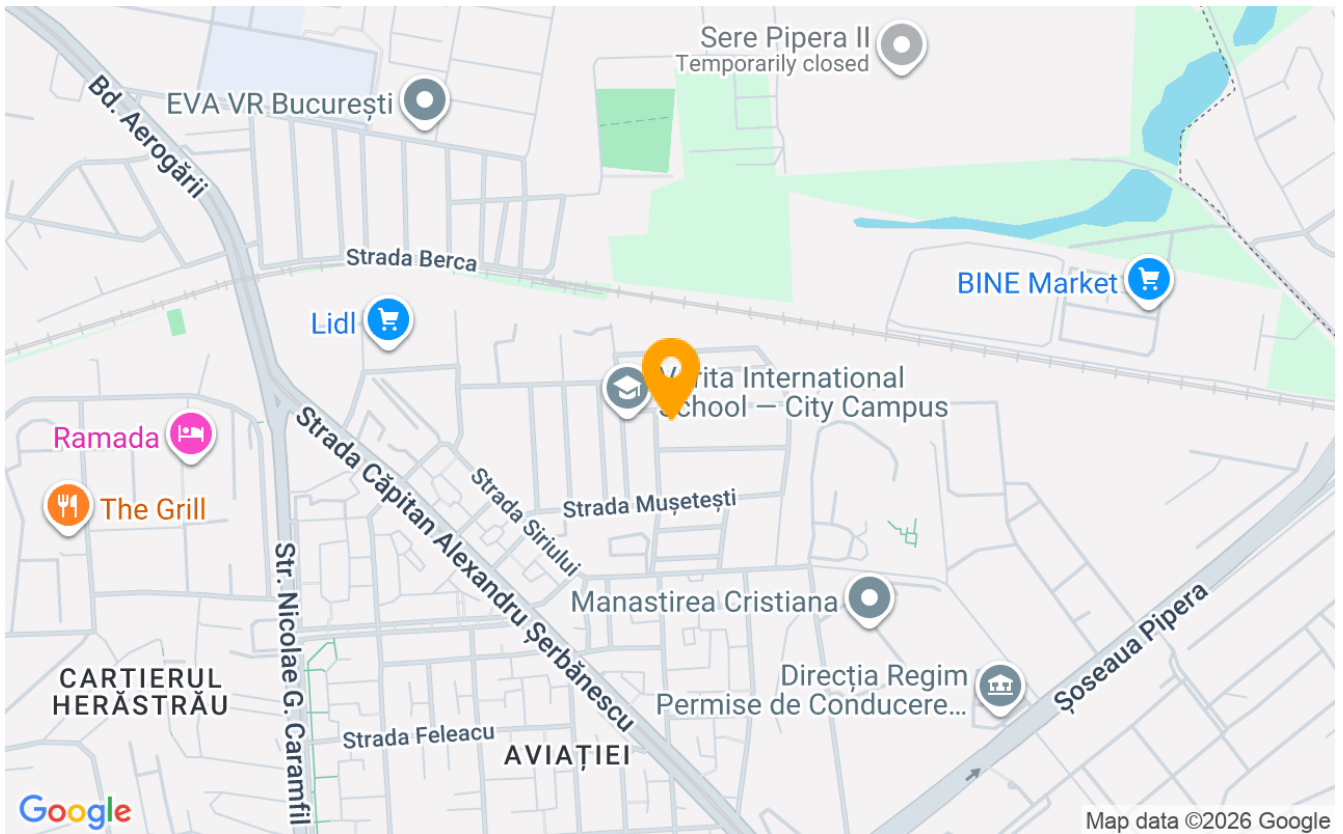 Sere Pipera II
Temporarily closed
EVA VR București
Bd. Aerogării
Strada Berca
BINE Market
Lidl
Verita International
School — City Campus
Ramada
Strada Căpitan Alexandru Șerbănescu
The Grill
Strada Siriului
Strada Mușetești
Str. Nicolae G. Caramfil
Manastirea Cristiana
Șoseaua Pipera
CARTIERUL
HERĂSTRĂU
Direcția Regim
Permise de Conducere...
Strada Feleacu
AVIAȚIEI
Google
Map data ©2026 Google